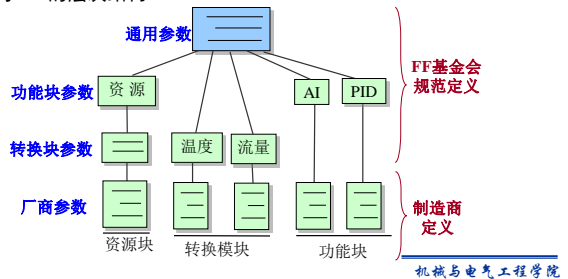 通用参数
FF基金会
规范定义
功能块参数
资 源
AI
PID
转换块参数
温度
流量
厂商参数
制造商
定义
资源块
转换模块
功能块
机械与电气工程学院